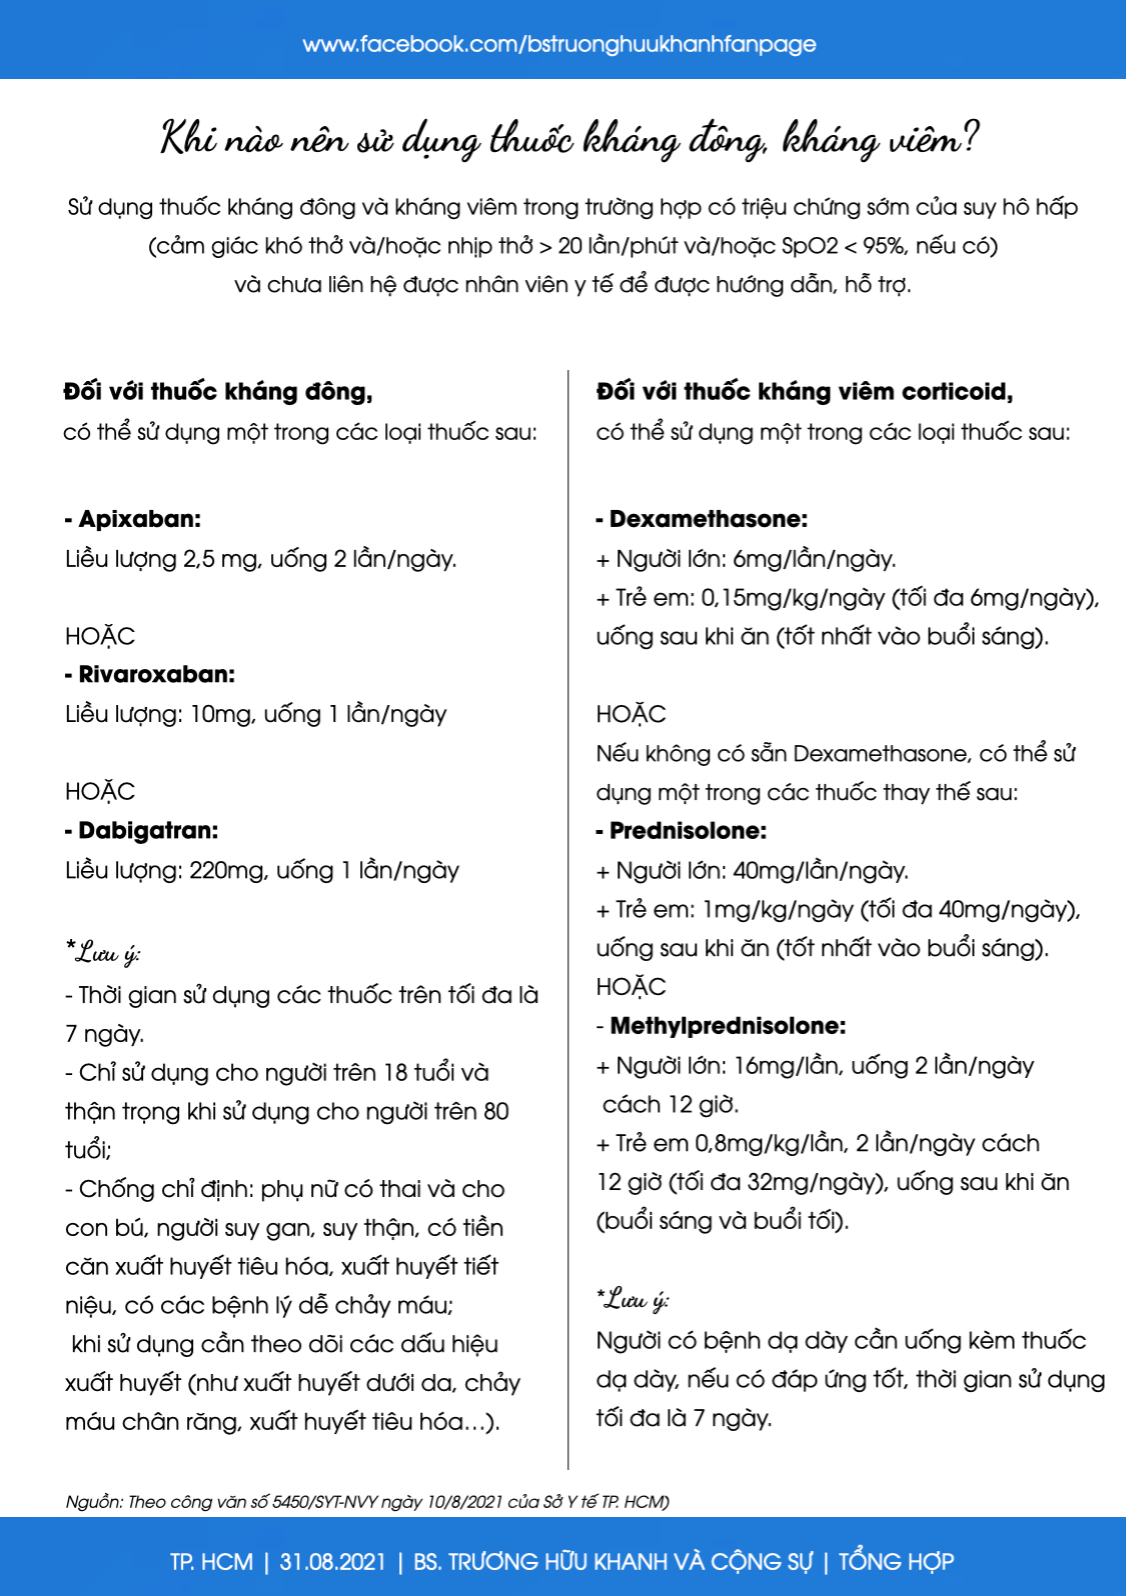 www.facebook.com/bstruonghuukhanhfanpage
Khi nào nên sử dụng thuốc kháng đông, kháng viêm?
Sử dụng thuốc kháng đông và kháng viêm trong trường hợp có triệu chứng sớm của suy hô hấp
(cảm giác khó thở và/hoặc nhịp thở > 20 lần/phút và/hoặc SpO2 < 95%, nếu có)
và chưa liên hệ được nhân viên y tế để được hướng dẫn, hỗ trợ.
Đối với thuốc kháng đông,
có thể sử dụng một trong các loại thuốc sau:
- Apixaban:
Liều lượng 2,5 mg, uống 2 lần/ngày.
HOẶC
- Rivaroxaban:
Liều lượng: 10mg, uống 1 lần/ngày
HOẶC
- Dabigatran:
Liều lượng: 220mg, uống 1 lần/ngày
*Lưu ý:
- Thời gian sử dụng các thuốc trên tối đa là
7 ngày.
- Chỉ sử dụng cho người trên 18 tuổi và
thận trọng khi sử dụng cho người trên 80
tuổi;
- Chống chỉ định: phụ nữ có thai và cho
con bú, người suy gan, suy thận, có tiền
căn xuất huyết tiêu hóa, xuất huyết tiết
niệu, có các bệnh lý dễ chảy máu;
khi sử dụng cần theo dõi các dấu hiệu
xuất huyết (như xuất huyết dưới da, chảy
máu chân răng, xuất huyết tiêu hóa...).
Đối với thuốc kháng viêm corticoid,
có thể sử dụng một trong các loại thuốc sau:
- Dexamethasone:
+ Người lớn: 6mg/lần/ngày.
+ Trẻ em: 0,15mg/kg/ngày (tối đa 6mg/ngày),
uống sau khi ăn (tốt nhất vào buổi sáng).
HOẶC
Nếu không có sẵn Dexamethasone, có thể sử
dụng một trong các thuốc thay thế sau:
- Prednisolone:
+ Người lớn: 40mg/lần/ngày.
+ Trẻ em: 1mg/kg/ngày (tối đa 40mg/ngày),
uống sau khi ăn (tốt nhất vào buổi sáng).
HOẶC
- Methylprednisolone:
+ Người lớn: 16mg/lần, uống 2 lần/ngày
cách 12 giờ.
+ Trẻ em 0,8mg/kg/lần, 2 lần/ngày cách
12 giờ (tối đa 32mg/ngày), uống sau khi ăn
(buổi sáng và buổi tối).
*Lưu ý:
Người có bệnh dạ dày cần uống kèm thuốc
dạ dày, nếu có đáp ứng tốt, thời gian sử dụng
tối đa là 7 ngày.
Nguồn: Theo công văn số 5450/SYT-NVY ngày 10/8/2021 của Sở Y tế TP. HCM)
TP. HCM | 31.08.2021 | BS. TRƯƠNG HỮU KHANH VÀ CỘNG SỰ | TỔNG HỢP